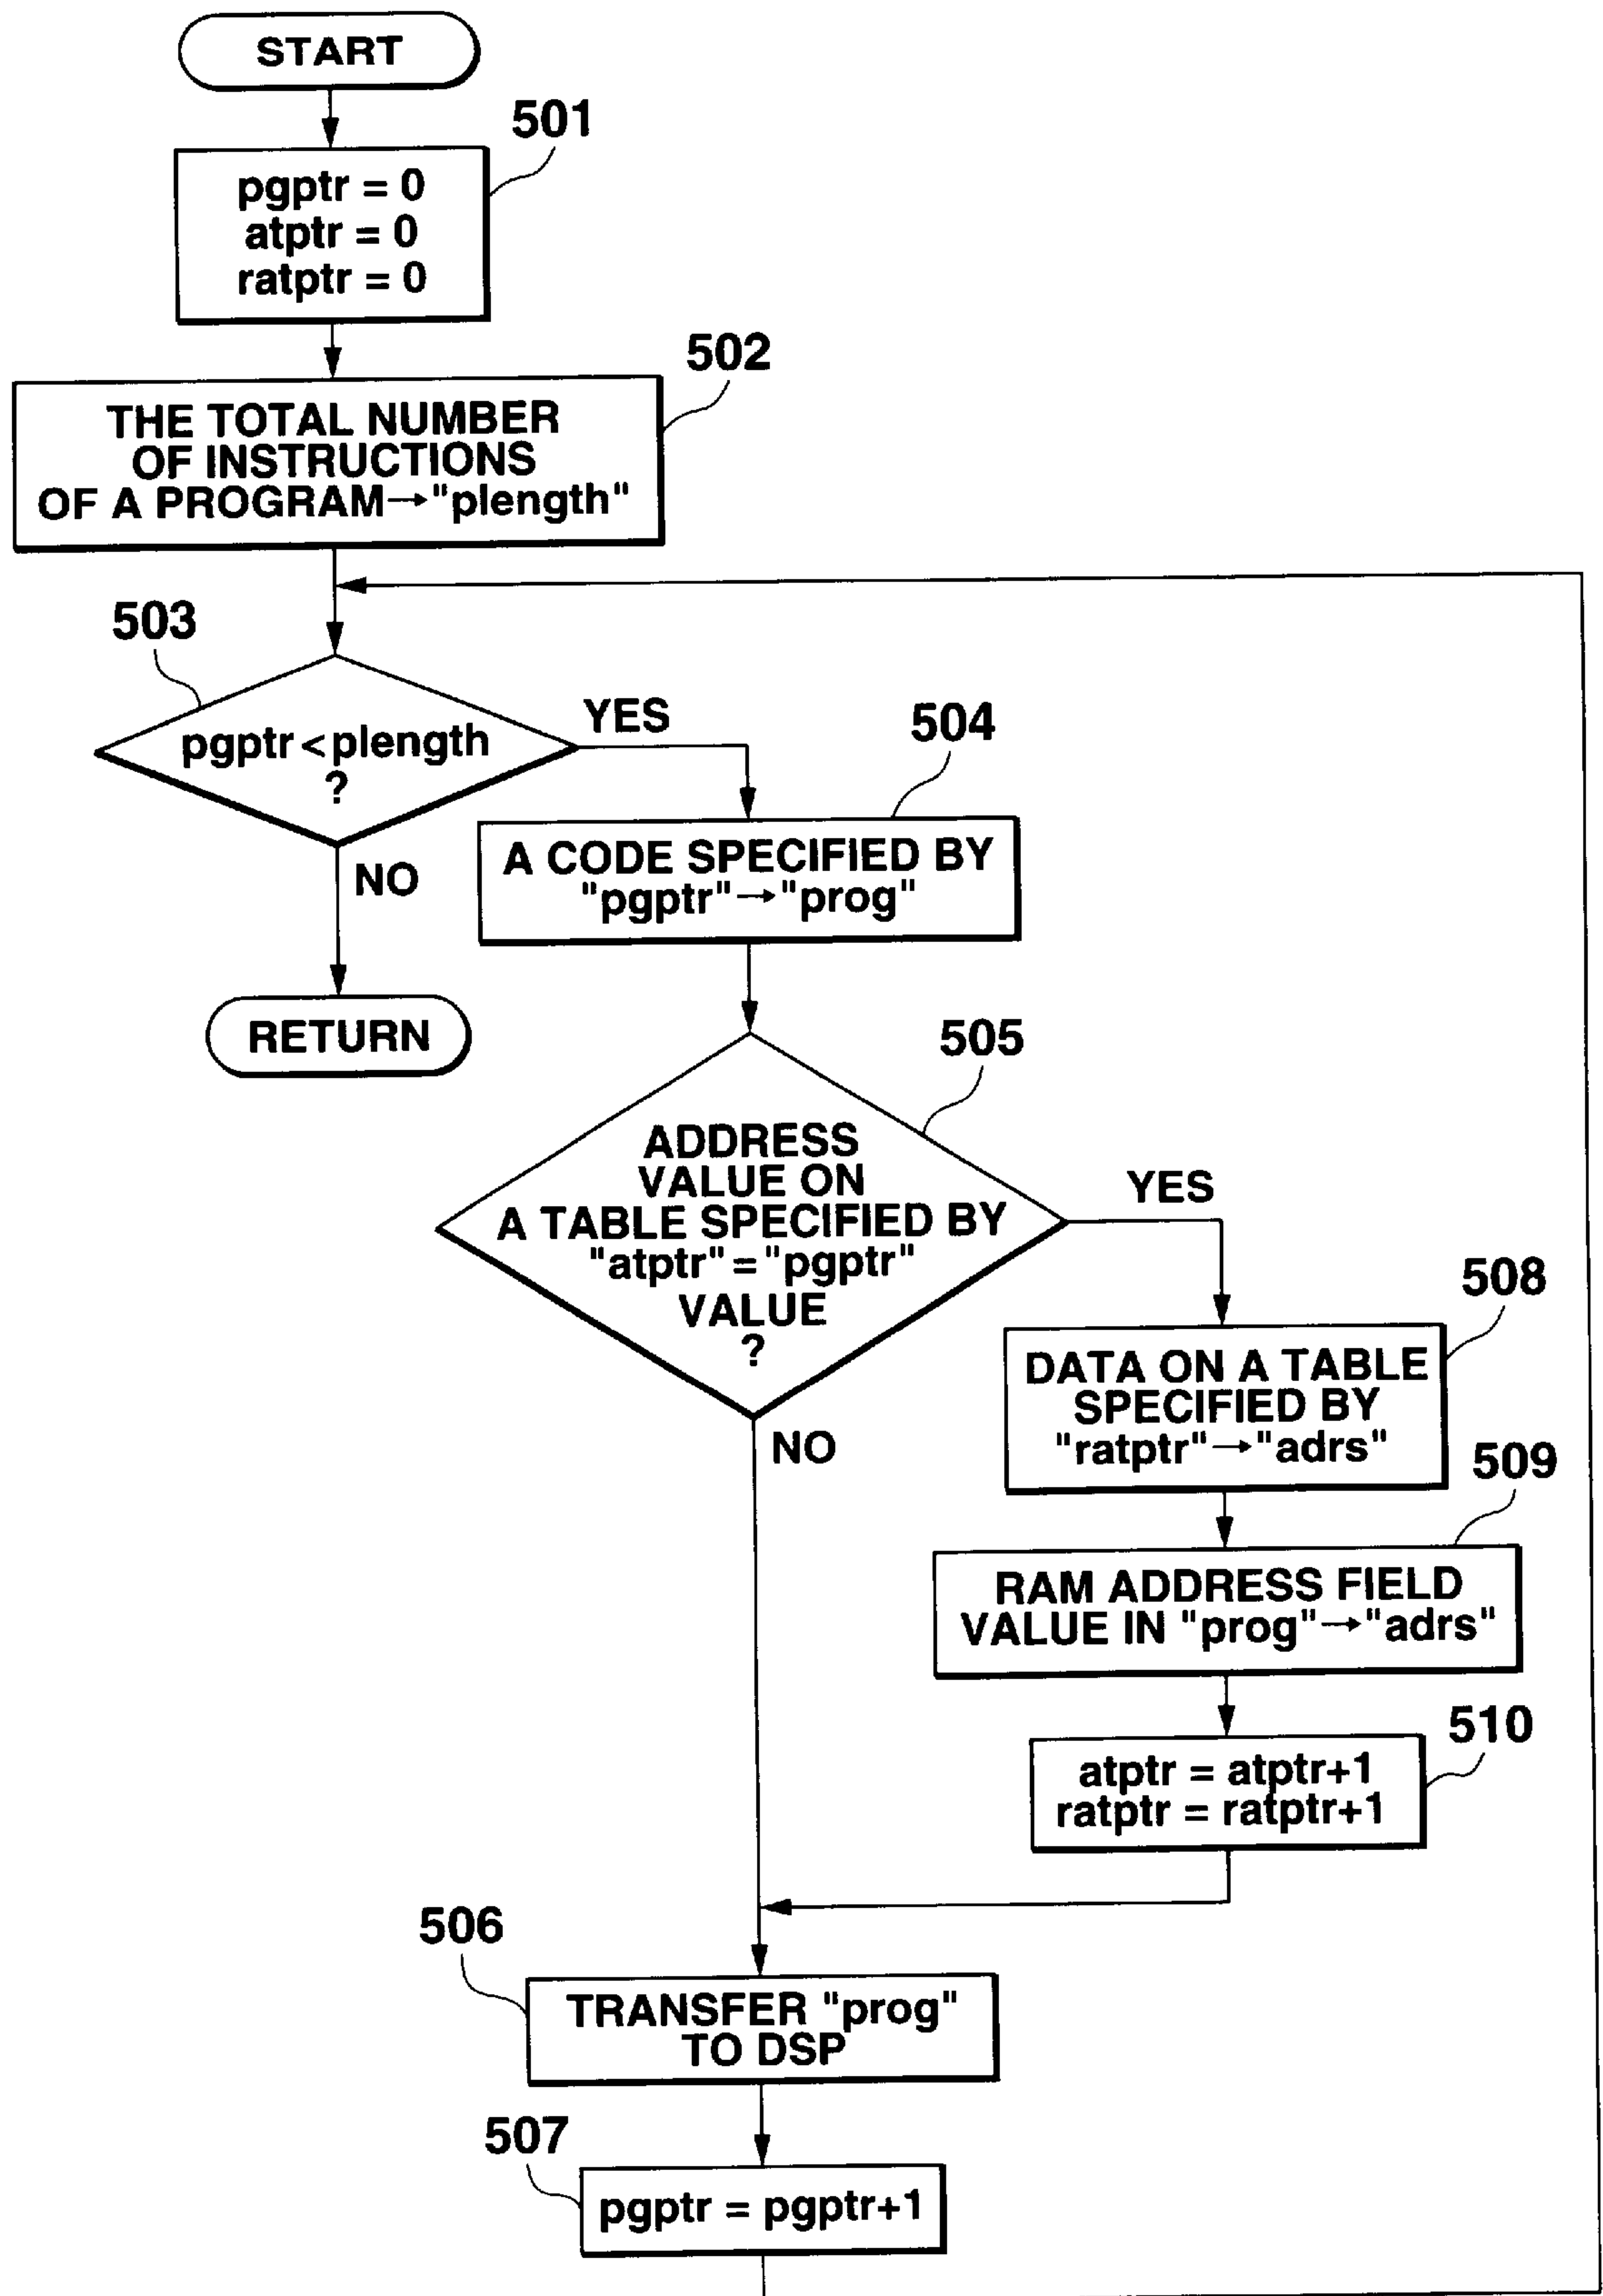 START
501
pgptr = 0
atptr = 0
ratptr = 0
502
THE TOTAL NUMBER
OF INSTRUCTIONS
OF A PROGRAM→"plength"
503
pgptr<plength
?
YES
NO
RETURN
504
A CODE SPECIFIED BY
"pgptr"→"prog"
505
ADDRESS
VALUE ON
A TABLE SPECIFIED BY
"atptr"="pgptr"
VALUE
?
YES
NO
508
DATA ON A TABLE
SPECIFIED BY
"ratptr"→"adrs"
509
RAM ADDRESS FIELD
VALUE IN "prog"→"adrs"
510
atptr = atptr+1
ratptr = ratptr+1
506
TRANSFER "prog"
TO DSP
507
pgptr = pgptr+1